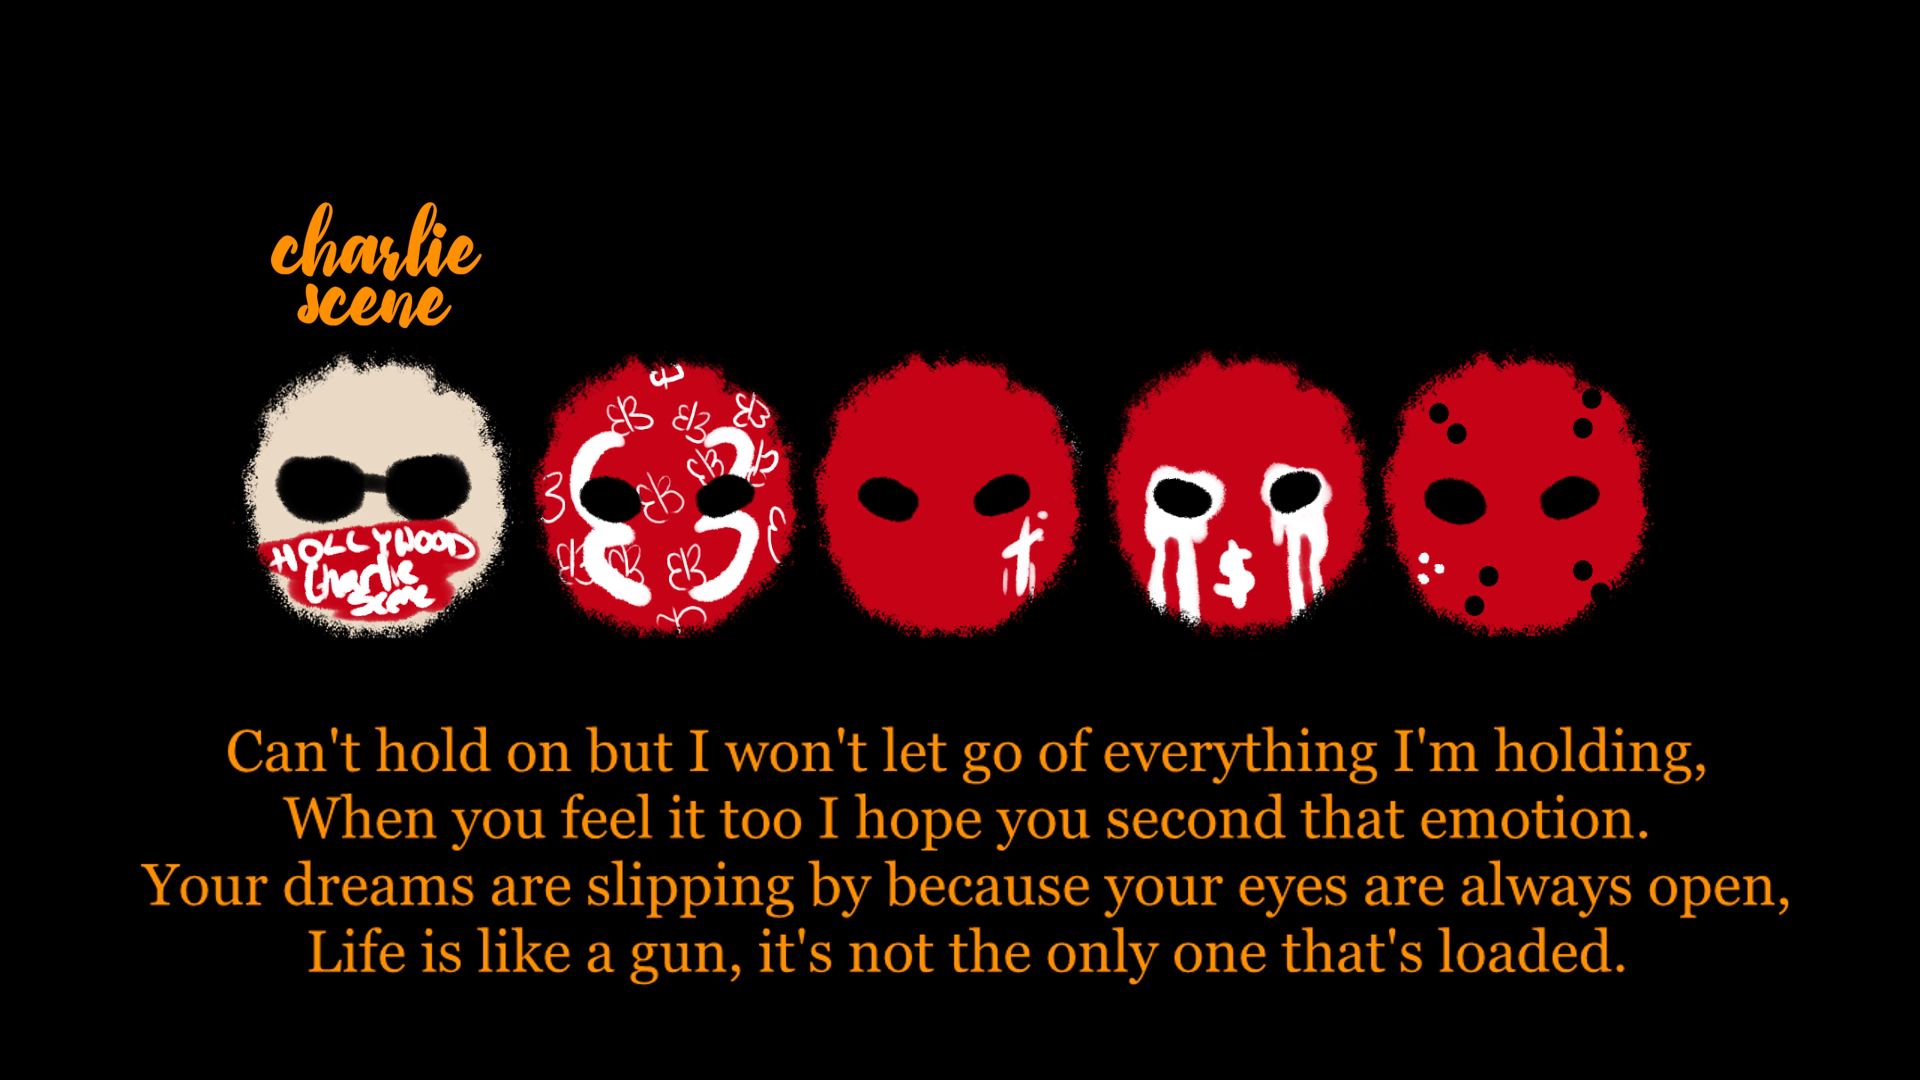 charlie
scene
HOLLYWOOD
Charlie
Scene
$
Can't hold on but I won't let go of everything I'm holding,
When you feel it too I hope you second that emotion.
Your dreams are slipping by because your eyes are always open,
Life is like a gun, it's not the only one that's loaded.